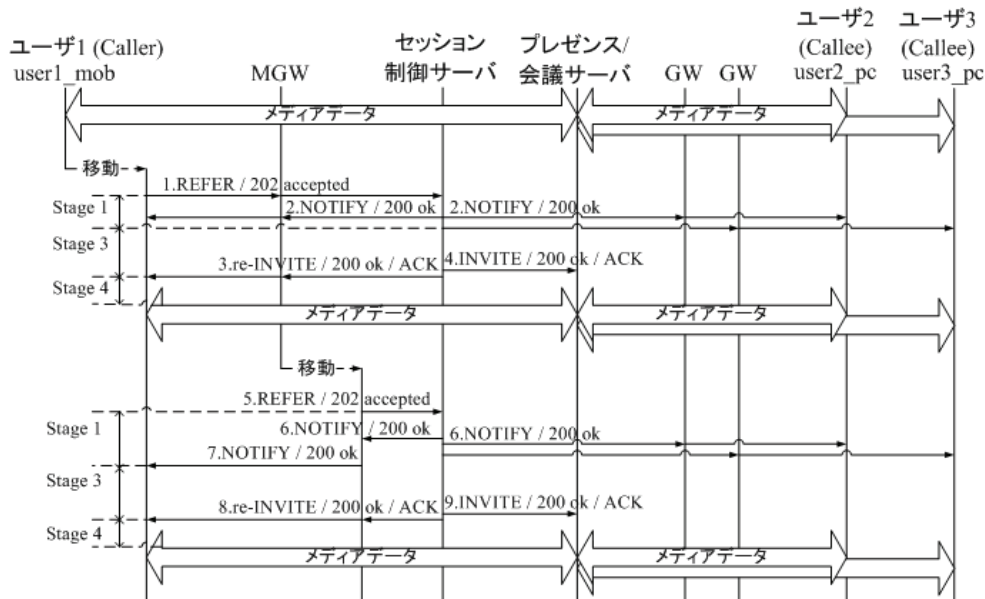 ユーザ1 (Caller)
user1_mob
MGW
セッション
制御サーバ
プレゼンス/
会議サーバ
GW
GW
ユーザ2
(Callee)
user2_pc
ユーザ3
(Callee)
user3_pc
メディアデータ
メディアデータ
移動
1.REFER / 202 accepted
Stage 1
2.NOTIFY / 200 ok
2.NOTIFY / 200 ok
Stage 3
3.re-INVITE / 200 ok / ACK
4.INVITE / 200 ok / ACK
Stage 4
メディアデータ
メディアデータ
移動
5.REFER / 202 accepted
Stage 1
6.NOTIFY / 200 ok
6.NOTIFY / 200 ok
7.NOTIFY / 200 ok
Stage 3
8.re-INVITE / 200 ok / ACK
9.INVITE / 200 ok / ACK
Stage 4
メディアデータ
メディアデータ